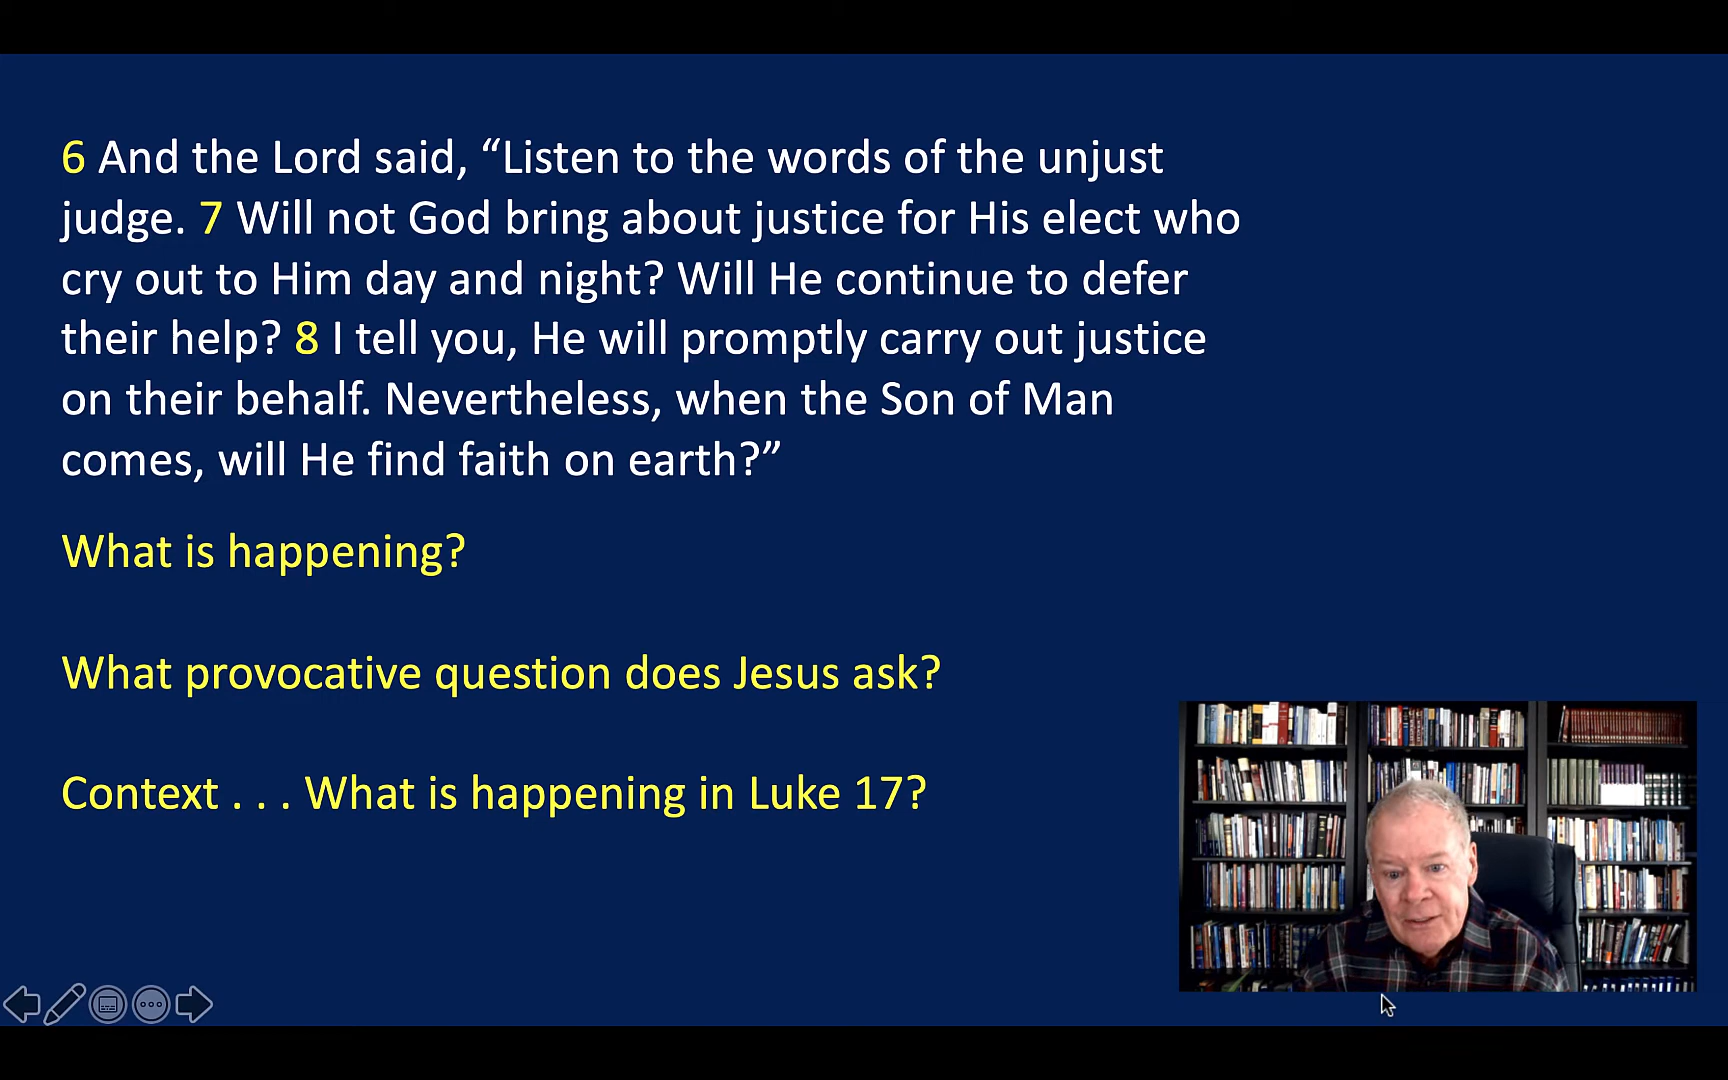 6 And the Lord said, “Listen to the words of the unjust
judge. 7 Will not God bring about justice for His elect who
cry out to Him day and night? Will He continue to defer
their help? 8 I tell you, He will promptly carry out justice
on their behalf. Nevertheless, when the Son of Man
comes, will He find faith on earth?”
What is happening?
What provocative question does Jesus ask?
Context . . . What is happening in Luke 17?